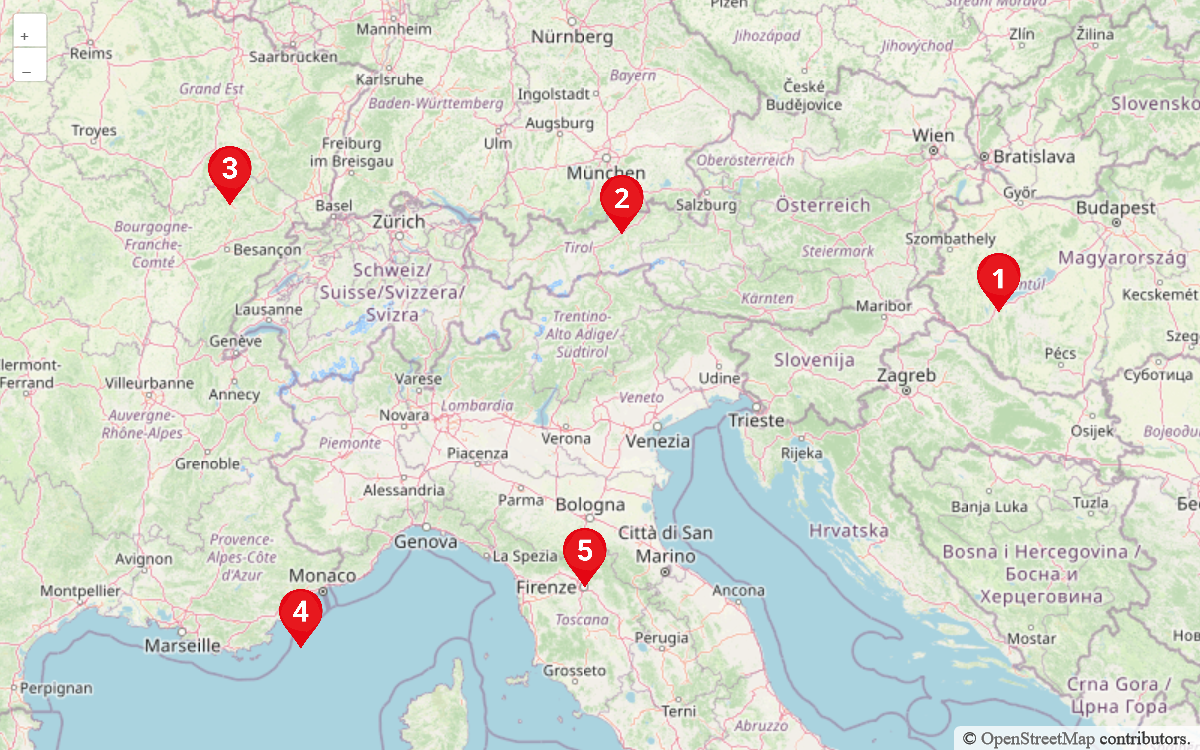 +
–
Plzen
Strední Morava
Mannheim
Nürnberg
Jihozápad
Jihovýchod
Zlín
Žilina
Reims
Saarbrücken
Karlsruhe
Bayern
České
Budějovice
Grand Est
Baden-Württemberg
Ingolstadt
Slovensko
Troyes
Augsburg
Freiburg
im Breisgau
Ulm
Wien
Bratislava
3
München
Oberösterreich
2
Salzburg
Österreich
Győr
Budapest
Basel
Zürich
Bourgogne-
Franche-
Comté
Besançon
Tirol
Steiermark
Szombathely
Magyarország
Schweiz/
Suisse/Svizzera/
Svizra
1
Kecskemét
Lausanne
Kärnten
Maribor
Genève
Trentino-
Alto Adige/
Südtirol
Slovenija
Pécs
Szeg
lermont-
Ferrand
Villeurbanne
Annecy
Varese
Udine
Zagreb
Суботица
Auvergne-
Rhône-Alpes
Novara
Lombardia
Veneto
Trieste
Osijek
Војводи
Piemonte
Verona
Venezia
Rijeka
Grenoble
Piacenza
Alessandria
Parma
Bologna
Banja Luka
Tuzla
Бе
Provence-
Alpes-Côte
d'Azur
Genova
Città di San
Marino
Hrvatska
Avignon
La Spezia
5
Bosna i Hercegovina /
Босна и
Херцеговина
Montpellier
Monaco
Firenze
Ancona
4
Toscana
Marseille
Perugia
Mostar
Нов
Perpignan
Grosseto
Crna Gora /
Црна Гора
Terni
Abruzzo
© OpenStreetMap contributors.